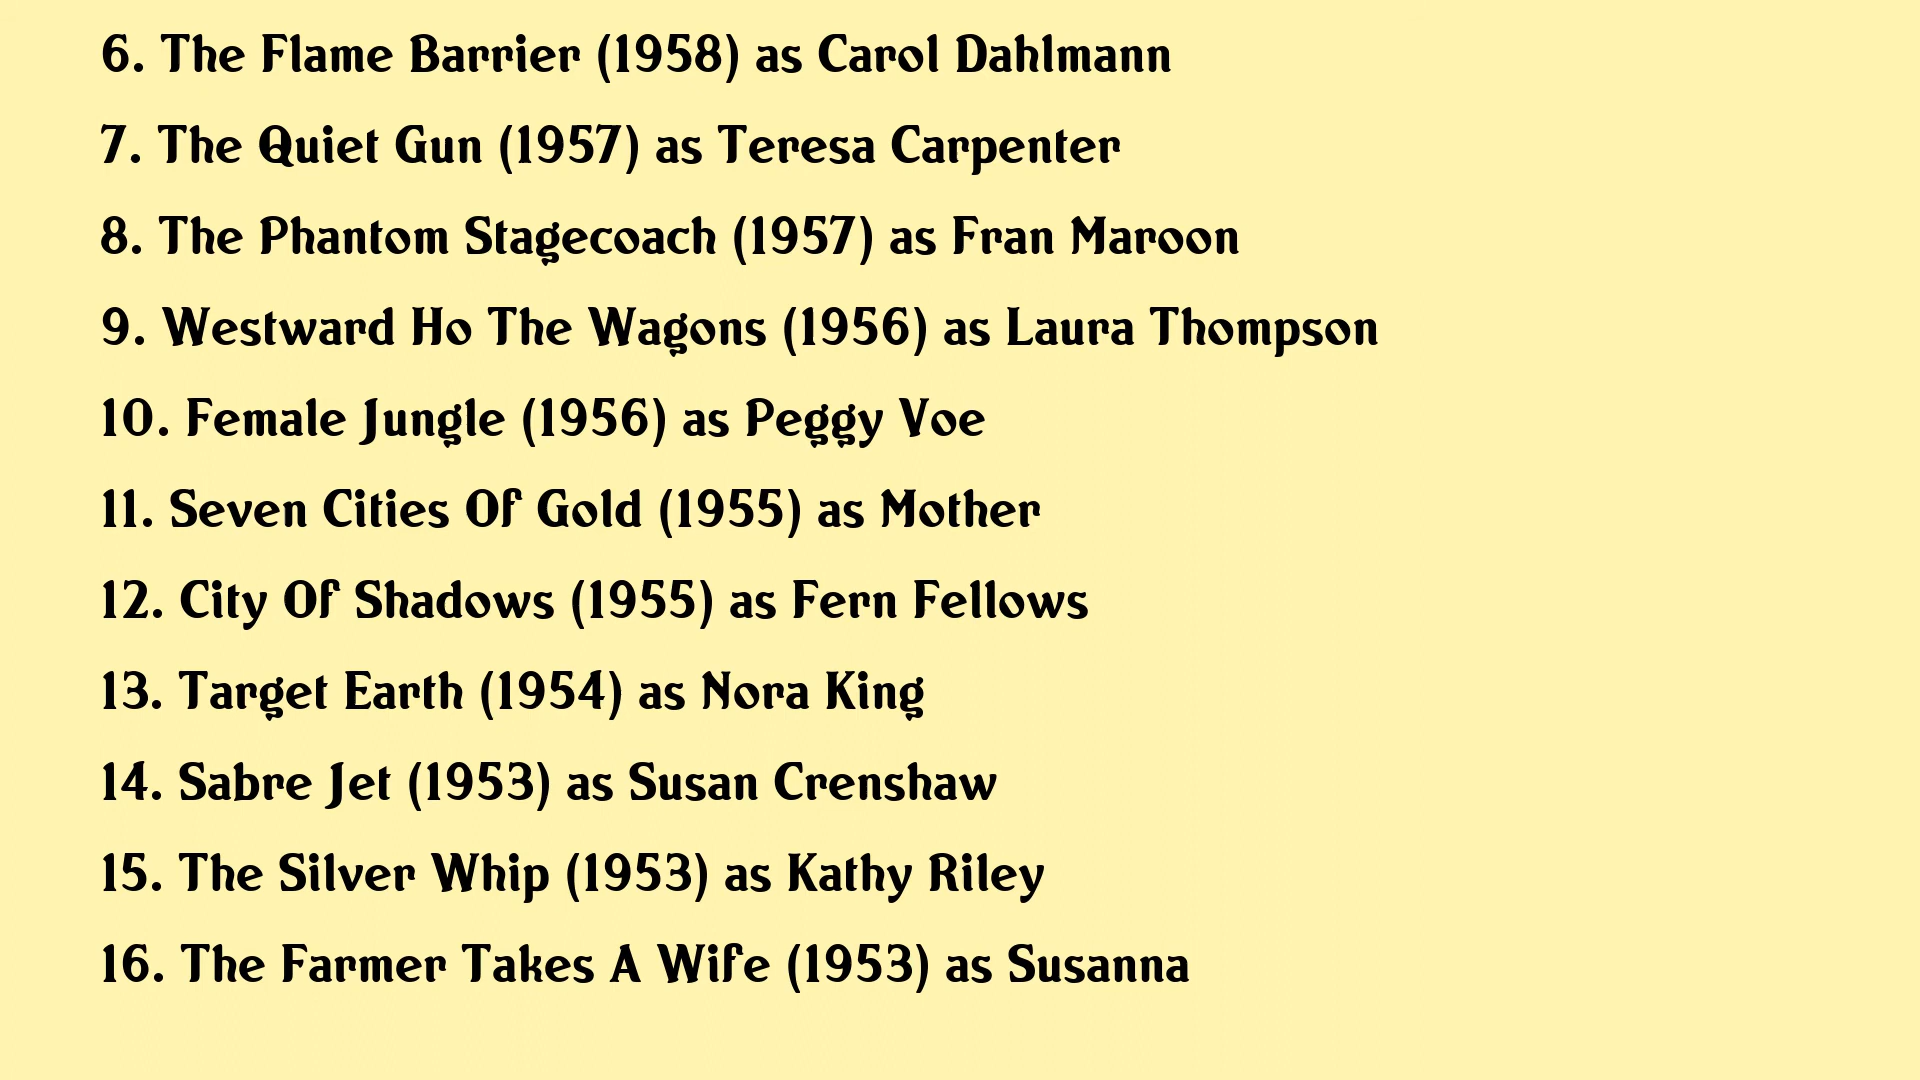 6. The Flame Barrier (1958) as Carol Dahlmann
7. The Quiet Gun (1957) as Teresa Carpenter
8. The Phantom Stagecoach (1957) as Fran Maroon
9. Westward Ho The Wagons (1956) as Laura Thompson
10. Female Jungle (1956) as Peggy Voe
11. Seven Cities Of Gold (1955) as Mother
12. City Of Shadows (1955) as Fern Fellows
13. Target Earth (1954) as Nora King
14. Sabre Jet (1953) as Susan Crenshaw
15. The Silver Whip (1953) as Kathy Riley
16. The Farmer Takes A Wife (1953) as Susanna